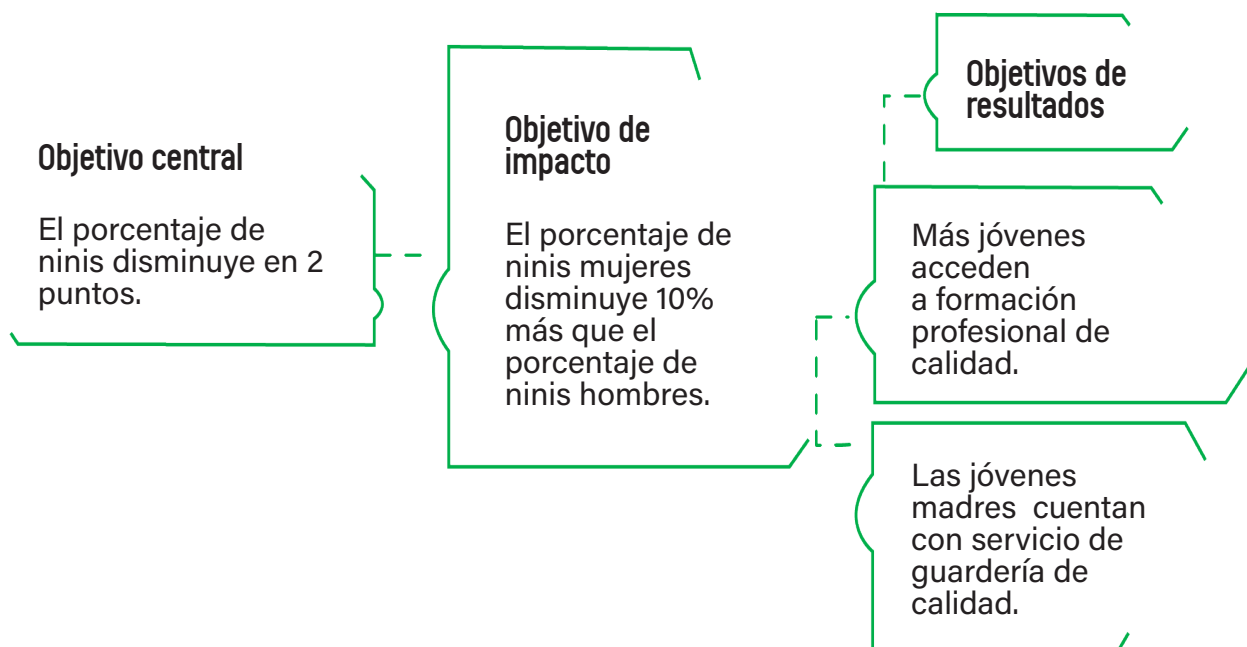 Objetivo central
El porcentaje de
ninis disminuye en 2
puntos.
Objetivo de
impacto
El porcentaje de
ninis mujeres
disminuye 10%
más que el
porcentaje de
ninis hombres.
Objetivos de
resultados
Más jóvenes
acceden
a formación
profesional de
calidad.
Las jóvenes
madres  cuentan
con servicio de
guardería de
calidad.